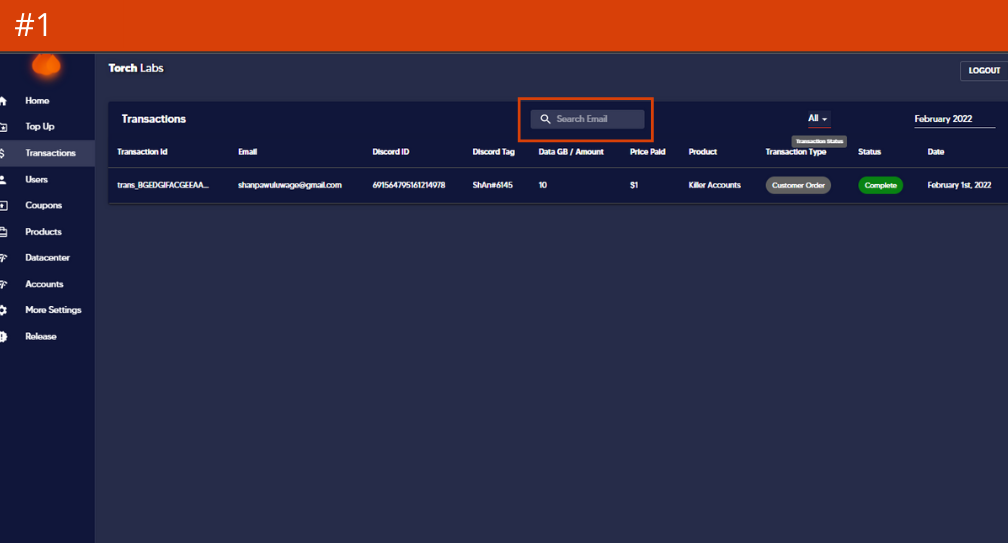 #1
Torch Labs
LOGOUT
Home
Top Up
Transactions
Users
Coupons
Products
Datacenter
Accounts
More Settings
Release
Transactions
Search Email
All
February 2022
Transaction Status
Transaction Id Email Discord ID Discord Tag Data GB / Amount Price Paid Product Transaction Type Status Date
trans_BGEDGIFACGEEAA... shanpawuluwage@gmail.com 691564795161214978 ShAn#6145 10 $1 Killer Accounts Customer Order Complete February 1st, 2022